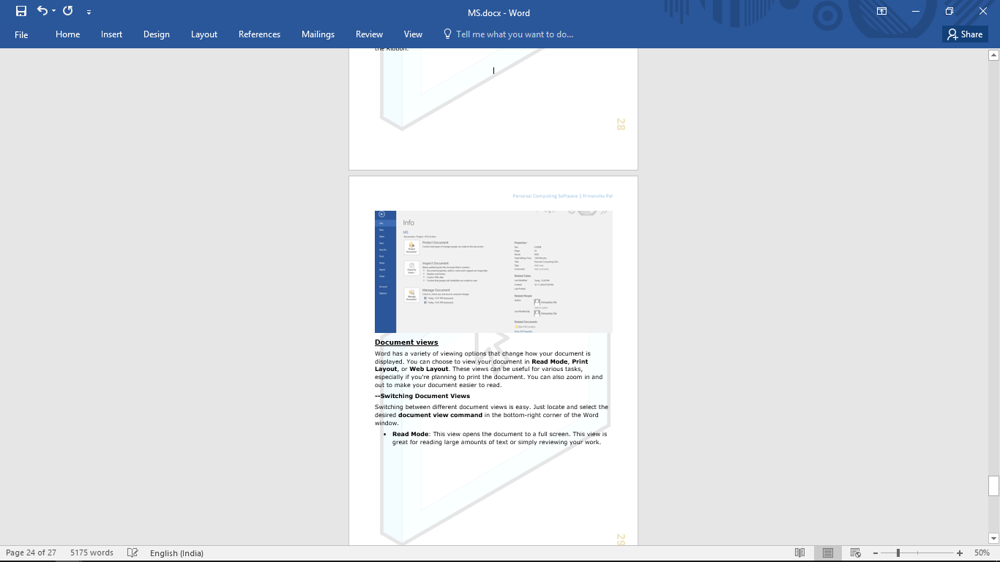 MS.docx - Word
File Home Insert Design Layout References Mailings Review View Tell me what you want to do... Share
the Ribbon.
28
Personal Computing Software | Himansho Pal
Info
MS
Protect Document
Inspect Document
Manage Document
Properties
Related Dates
Related People
Related Documents
Document views
Word has a variety of viewing options that change how your document is
displayed. You can choose to view your document in Read Mode, Print
Layout, or Web Layout. These views can be useful for various tasks,
especially if you're planning to print the document. You can also zoom in and
out to make your document easier to read.
--Switching Document Views
Switching between different document views is easy. Just locate and select the
desired document view command in the bottom-right corner of the Word
window.
• Read Mode: This view opens the document to a full screen. This view is
great for reading large amounts of text or simply reviewing your work.
29
Page 24 of 27 5175 words English (India) 50%